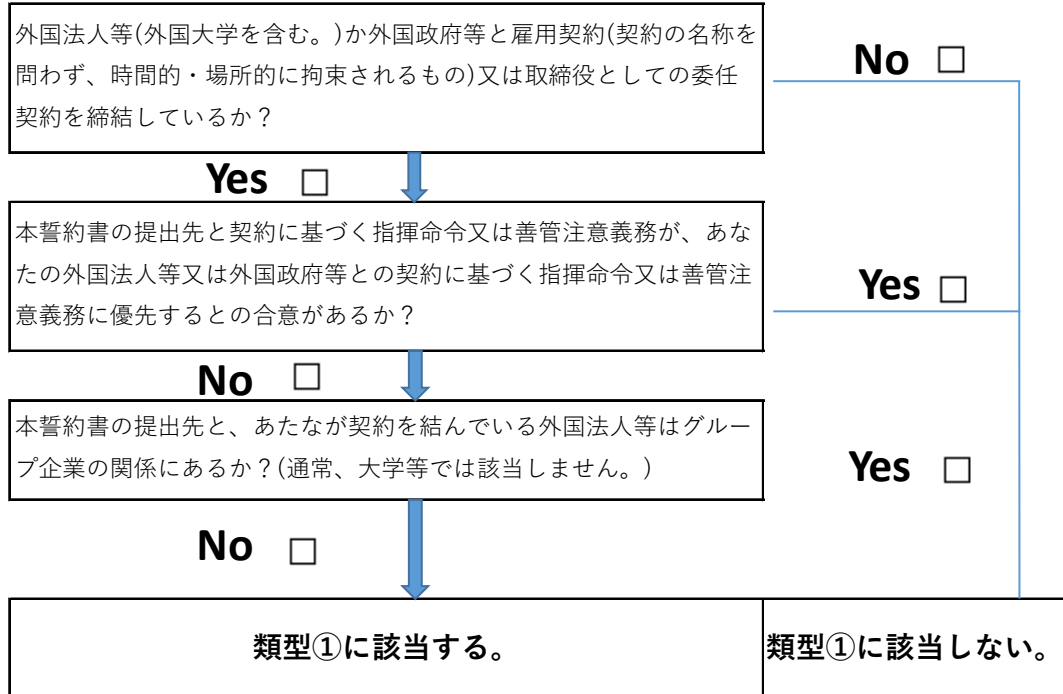 外国法人等(外国大学を含む。)か外国政府等と雇用契約(契約の名称を
問わず、時間的・場所的に拘束されるもの)又は取締役としての委任
契約を締結しているか？
No □
Yes □
本誓約書の提出先と契約に基づく指揮命令又は善管注意義務が、あな
たの外国法人等又は外国政府等との契約に基づく指揮命令又は善管注
意義務に優先するとの合意があるか？
Yes □
No □
本誓約書の提出先と、あたなが契約を結んでいる外国法人等はグルー
プ企業の関係にあるか？(通常、大学等では該当しません。)
Yes □
No □
類型①に該当する。
類型①に該当しない。